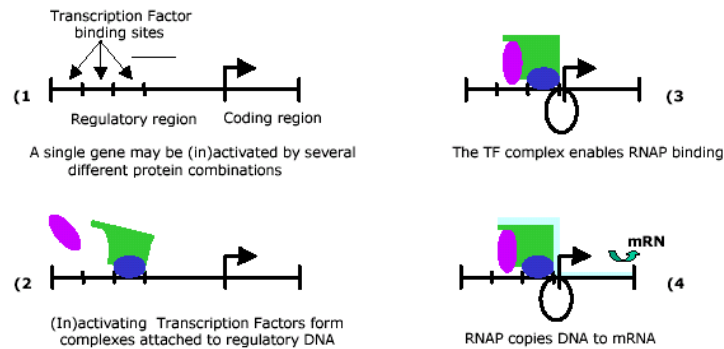 Transcription Factor
binding sites
(1
Regulatory region
Coding region
A single gene may be (in)activated by several
different protein combinations
(3
The TF complex enables RNAP binding
(2
(In)activating Transcription Factors form
complexes attached to regulatory DNA
mRN
(4
RNAP copies DNA to mRNA